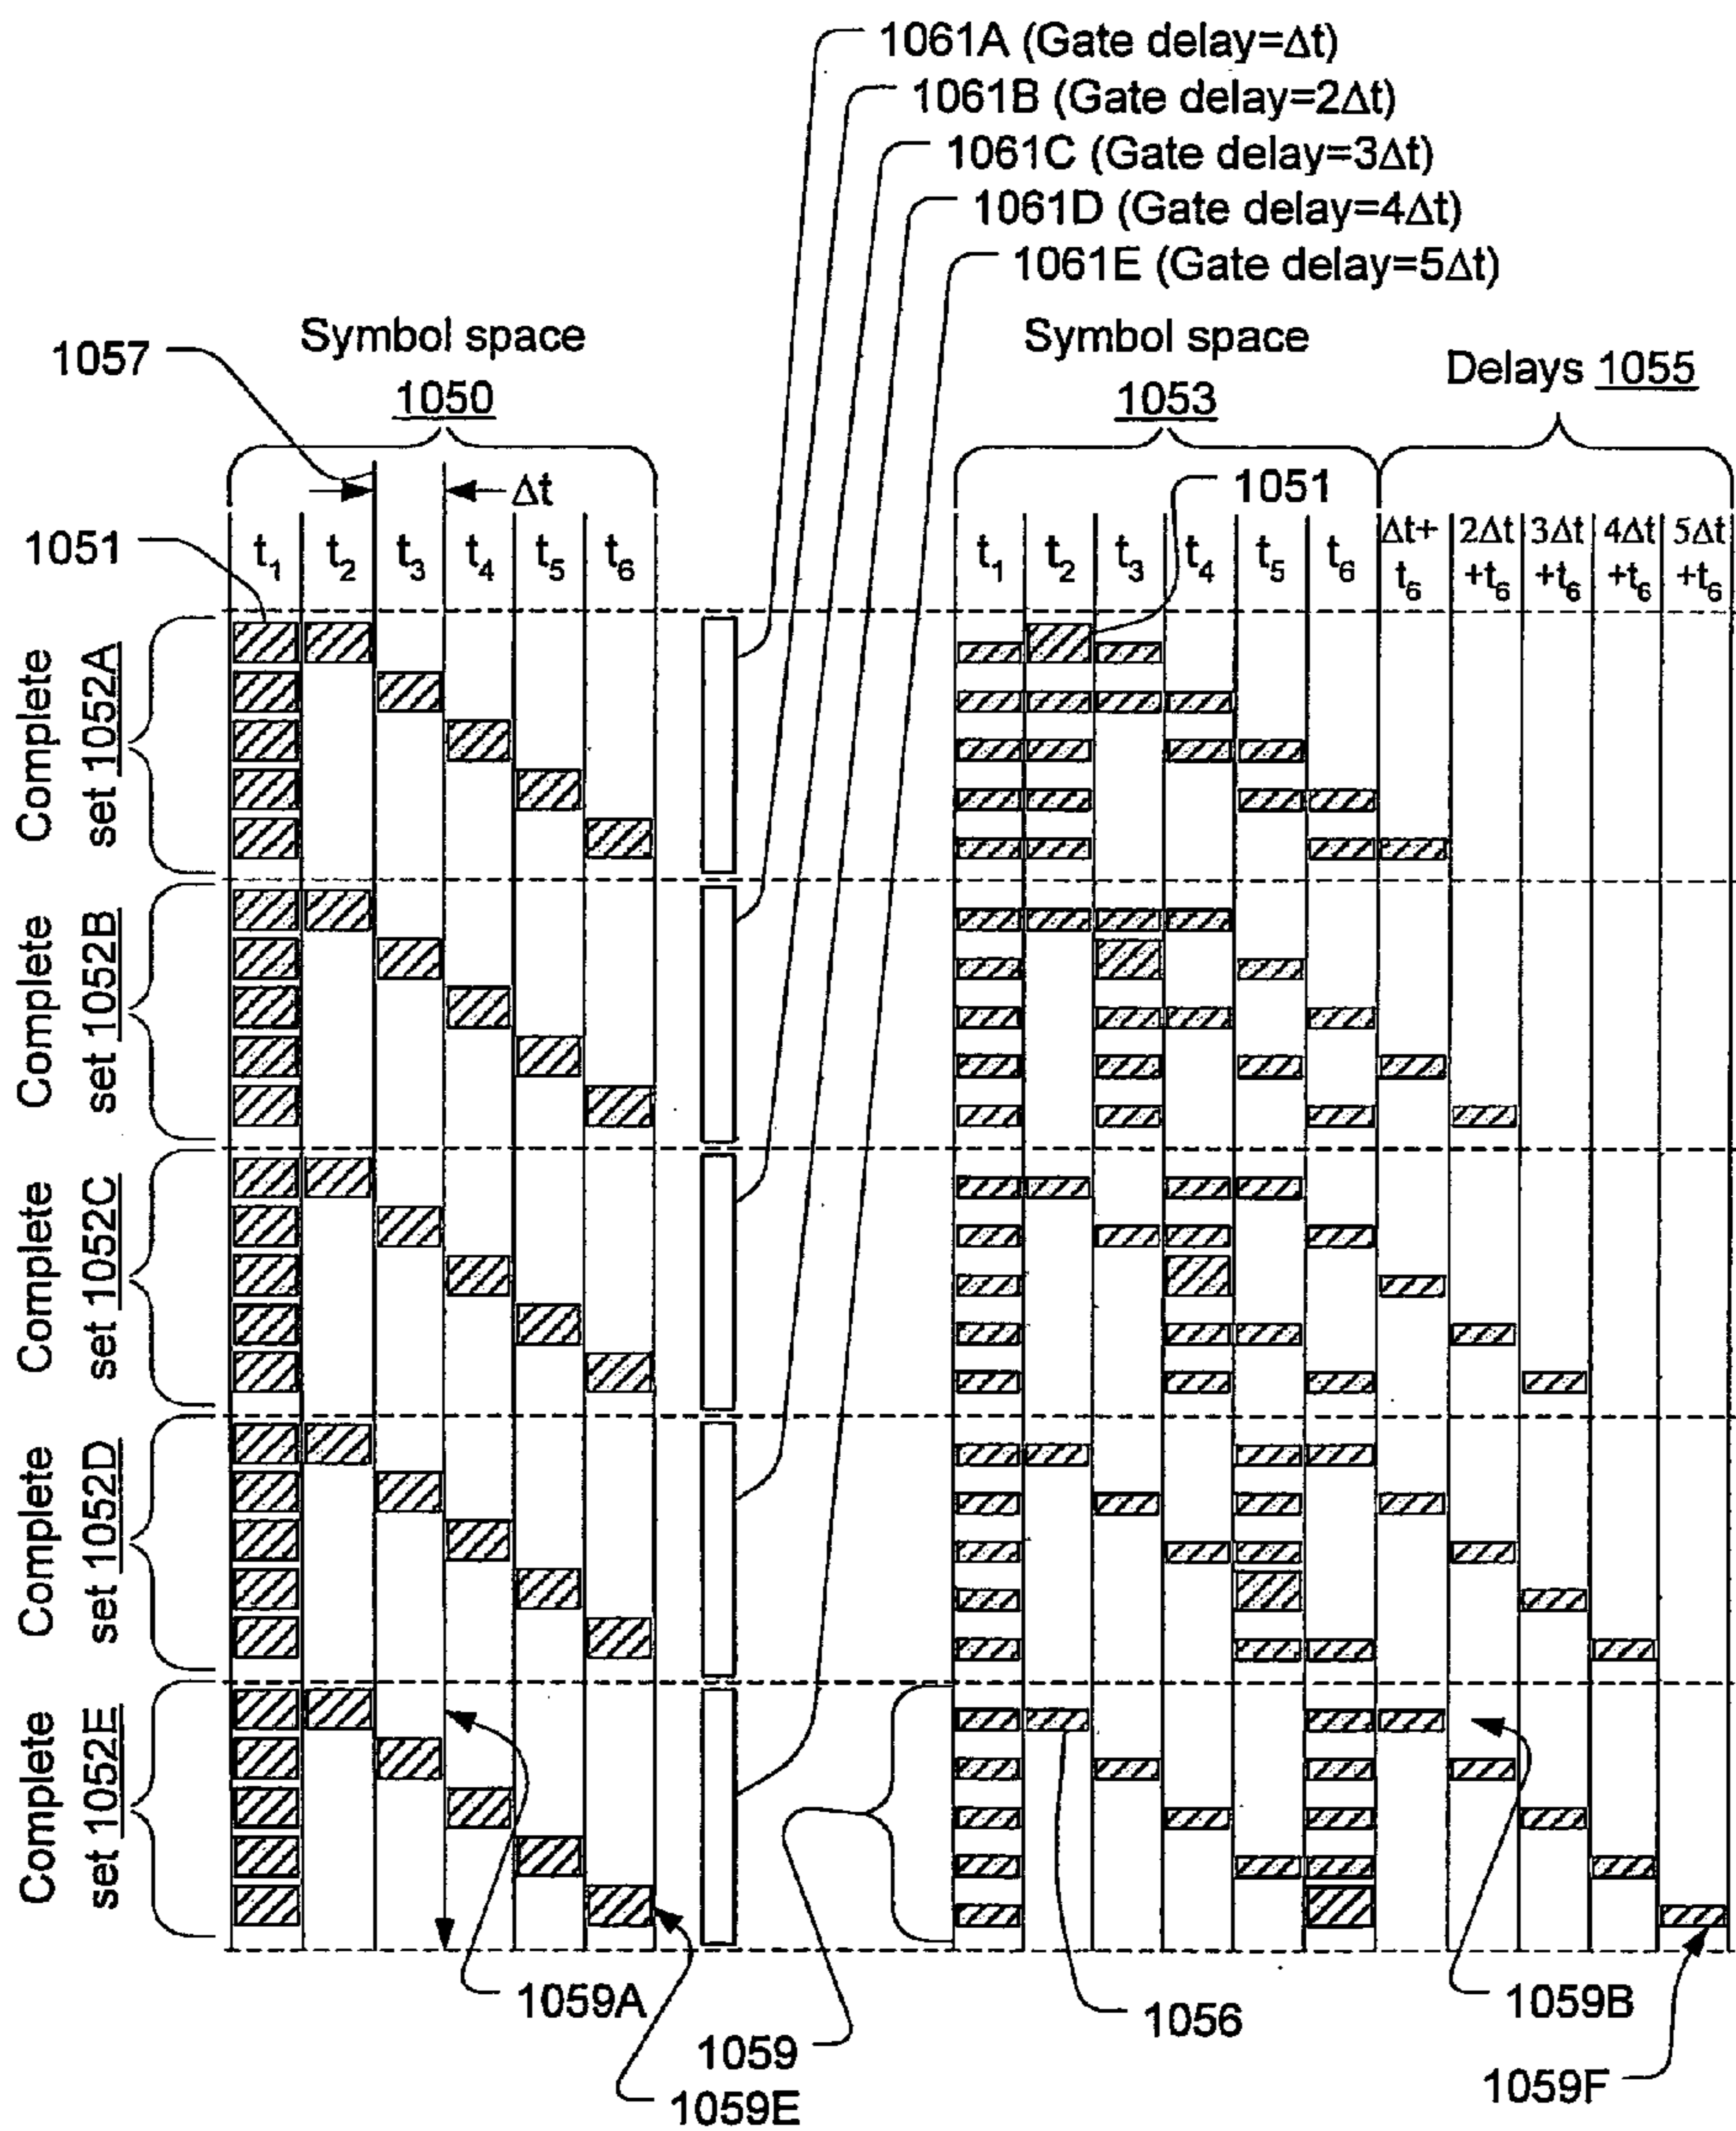 1061A (Gate delay=Δt)
1061B (Gate delay=2Δt)
1061C (Gate delay=3Δt)
1061D (Gate delay=4Δt)
1061E (Gate delay=5Δt)
1057
Symbol space
1050
Symbol space
1053
Delays 1055
Δt
1051
1051
t1 t2 t3 t4 t5 t6
t1 t2 t3 t4 t5 t6
Δt+ 2Δt 3Δt 4Δt 5Δt
t6 +t6 +t6 +t6 +t6
Complete
set 1052A
Complete
set 1052B
Complete
set 1052C
Complete
set 1052D
Complete
set 1052E
1059A
1059
1059E
1056
1059B
1059F